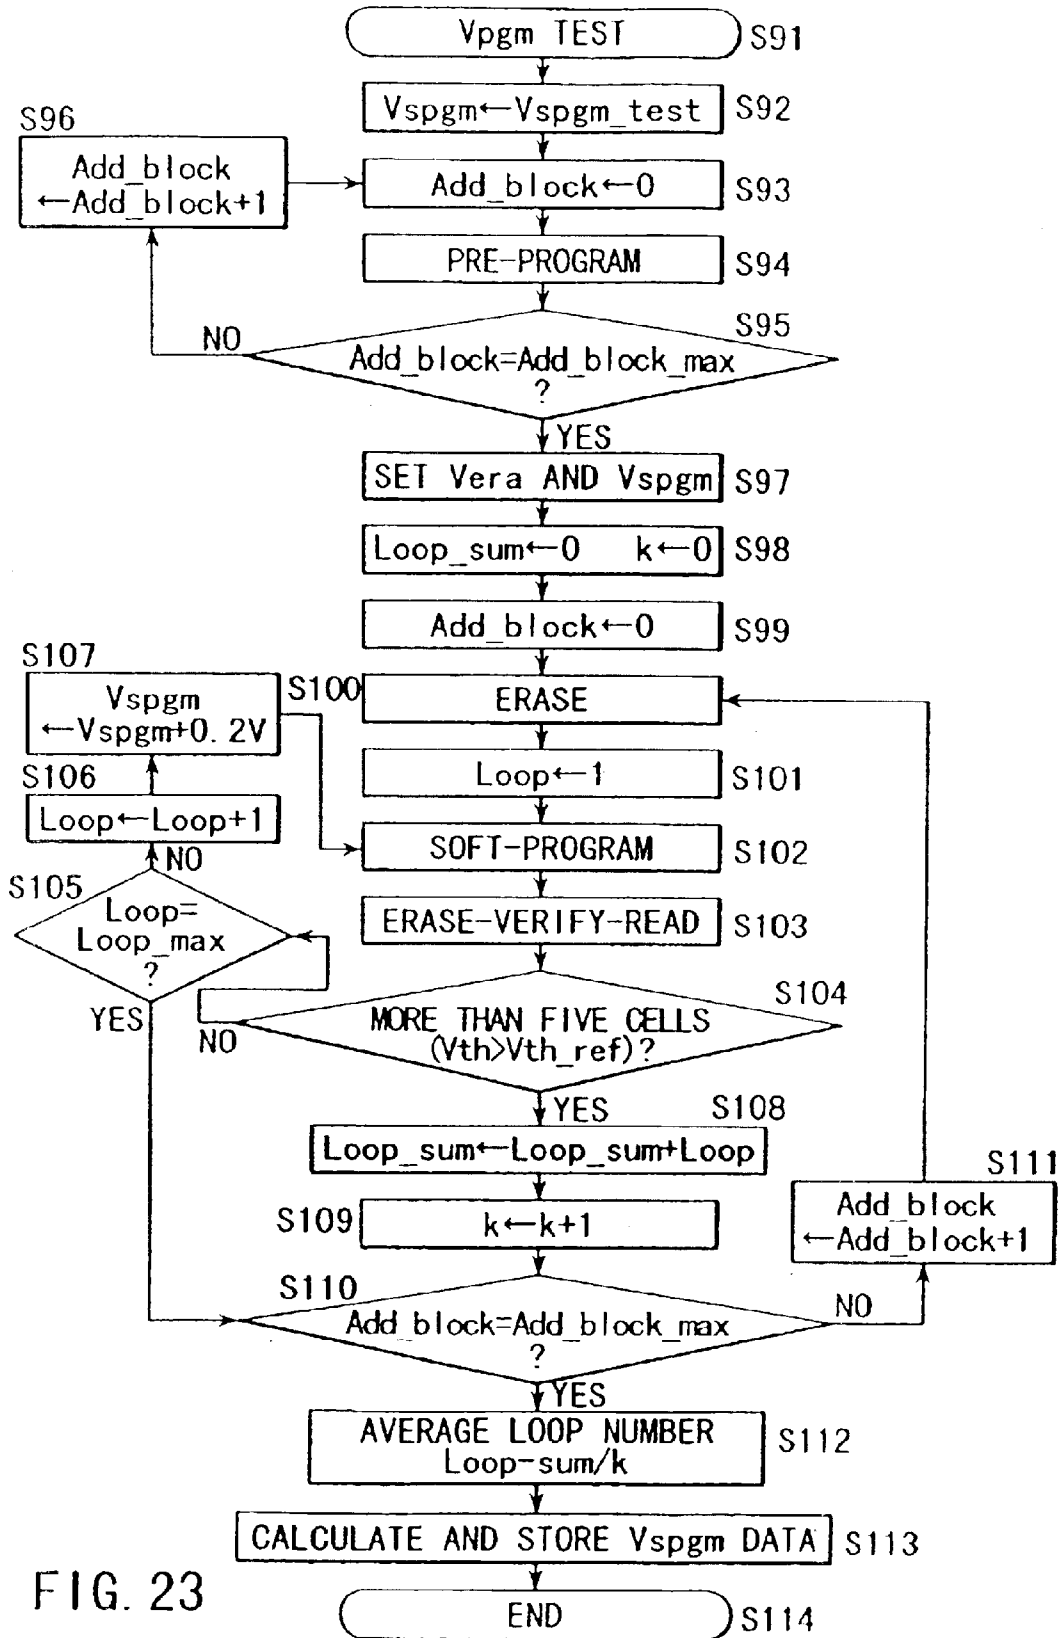 Vpgm TEST
S91
Vspgm←Vspgm_test
S92
S96
Add_block
←Add_block+1
Add_block←0
S93
PRE-PROGRAM
S94
S95
NO
Add_block=Add_block_max
?
YES
SET Vera AND Vspgm
S97
Loop_sum←0 k←0
S98
Add_block←0
S99
S107
Vspgm
←Vspgm+0.2V
S100
ERASE
S106
Loop←Loop+1
Loop←1
S101
NO
SOFT-PROGRAM
S102
S105
Loop=
Loop_max
?
ERASE-VERIFY-READ
S103
YES
S104
NO
MORE THAN FIVE CELLS
(Vth>Vth_ref)?
YES
S108
Loop_sum←Loop_sum+Loop
S111
Add_block
←Add_block+1
S109
k←k+1
S110
NO
Add_block=Add_block_max
?
YES
AVERAGE LOOP NUMBER
Loop-sum/k
S112
CALCULATE AND STORE Vspgm DATA
S113
FIG. 23
END
S114